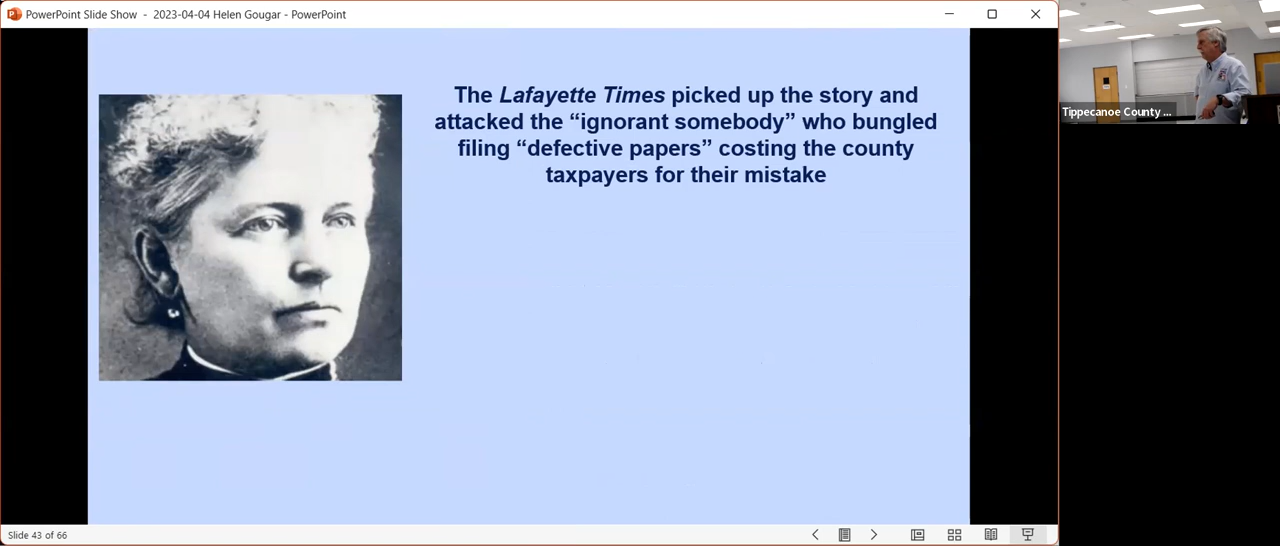 PowerPoint Slide Show - 2023-04-04 Helen Gougar - PowerPoint
The Lafayette Times picked up the story and
attacked the “ignorant somebody” who bungled
filing “defective papers” costing the county
taxpayers for their mistake
Tippecanoe County ...
Slide 43 of 66